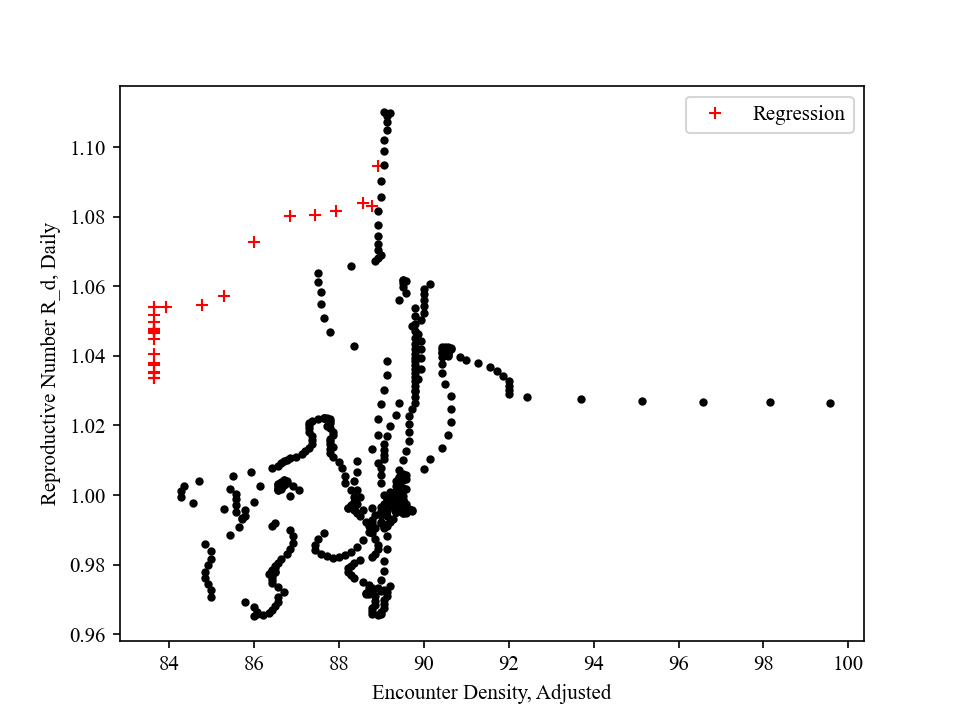 Regression
1.10
1.08
1.06
1.04
1.02
1.00
0.98
0.96
Reproductive Number R_d, Daily
84 86 88 90 92 94 96 98 100
Encounter Density, Adjusted